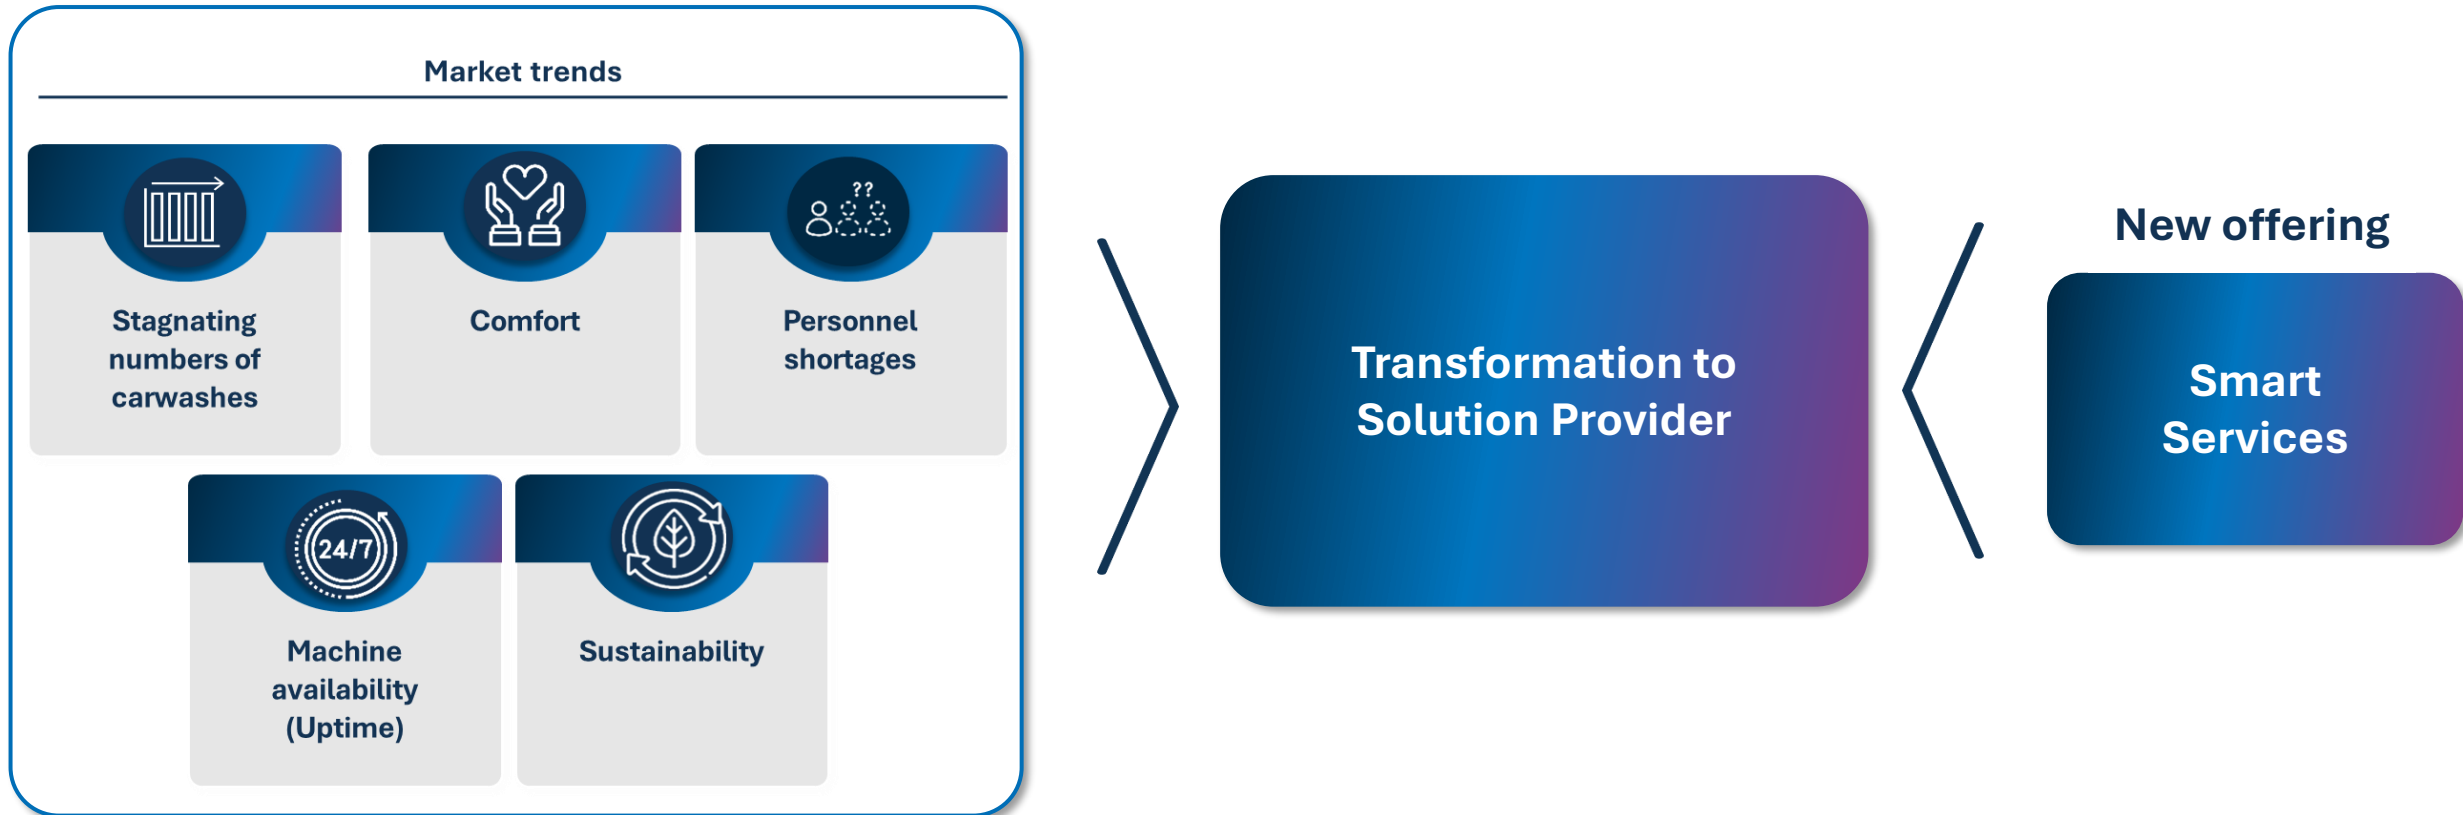 Market trends
??
Stagnating
numbers of
carwashes
Comfort
Personnel
shortages
24/7
Machine
availability
(Uptime)
Sustainability
Transformation to
Solution Provider
New offering
Smart
Services